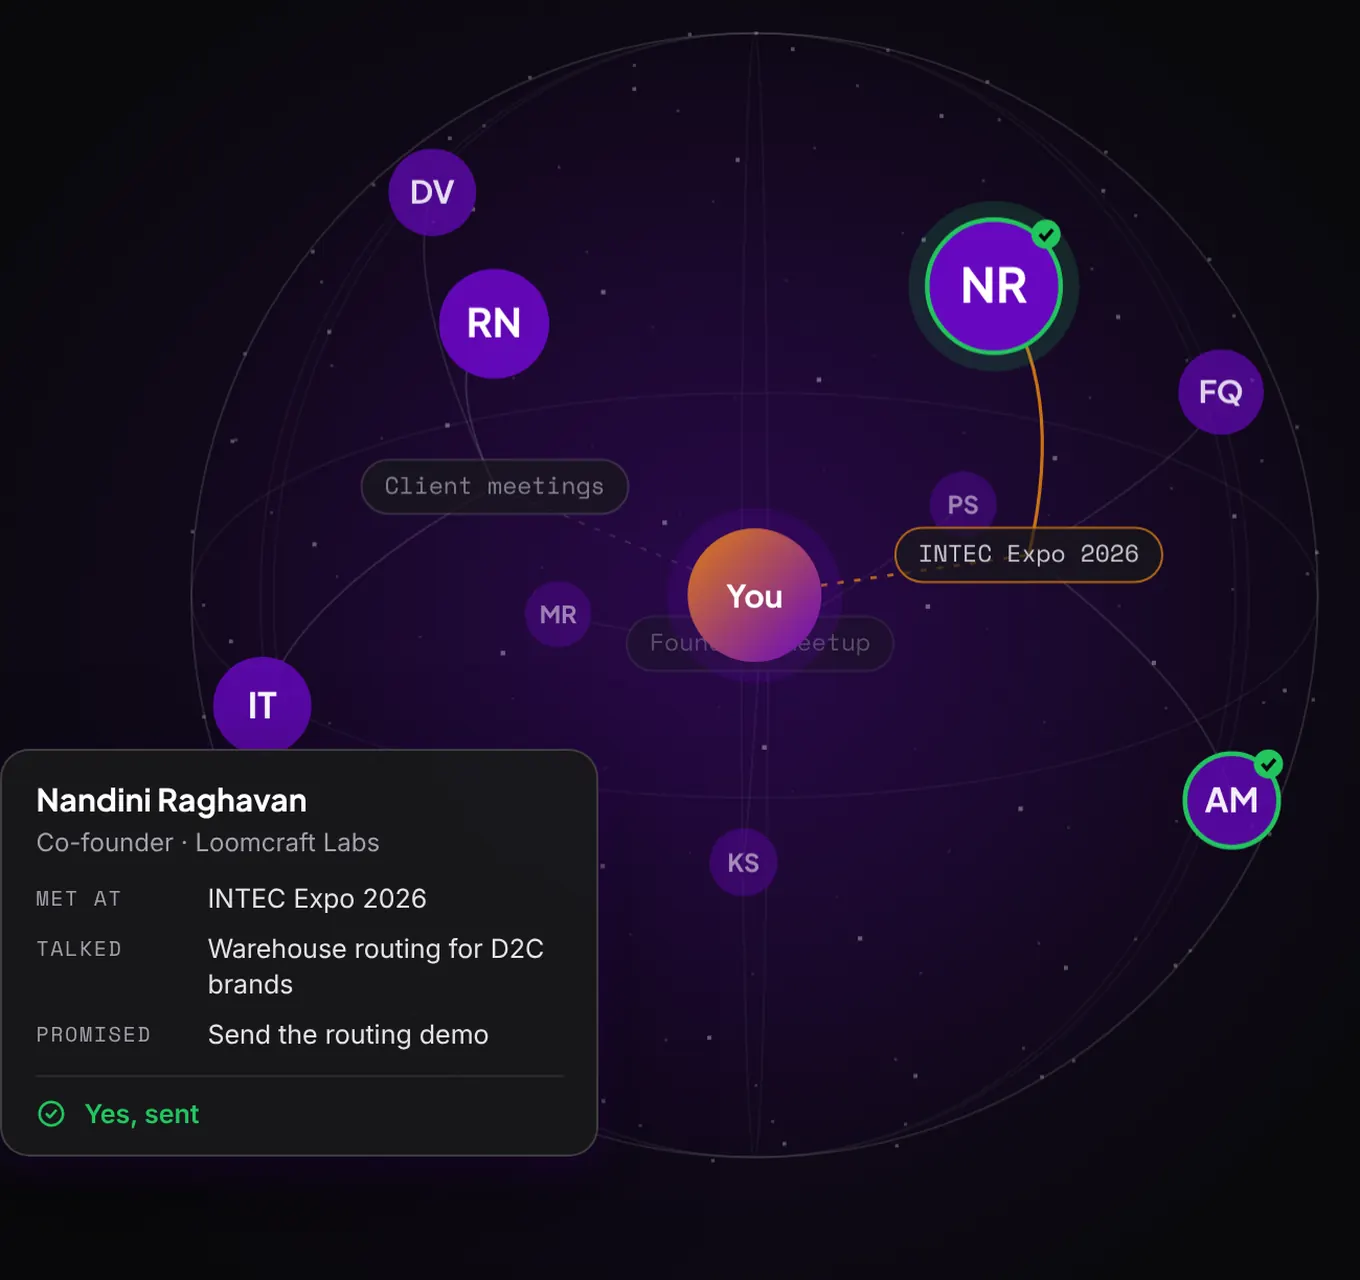 DV
NR
RN
FQ
Client meetings
PS
INTEC Expo 2026
You
MR
IT
AM
KS
Nandini Raghavan
Co-founder · Loomcraft Labs
MET AT INTEC Expo 2026
TALKED Warehouse routing for D2C
brands
PROMISED Send the routing demo
Yes, sent